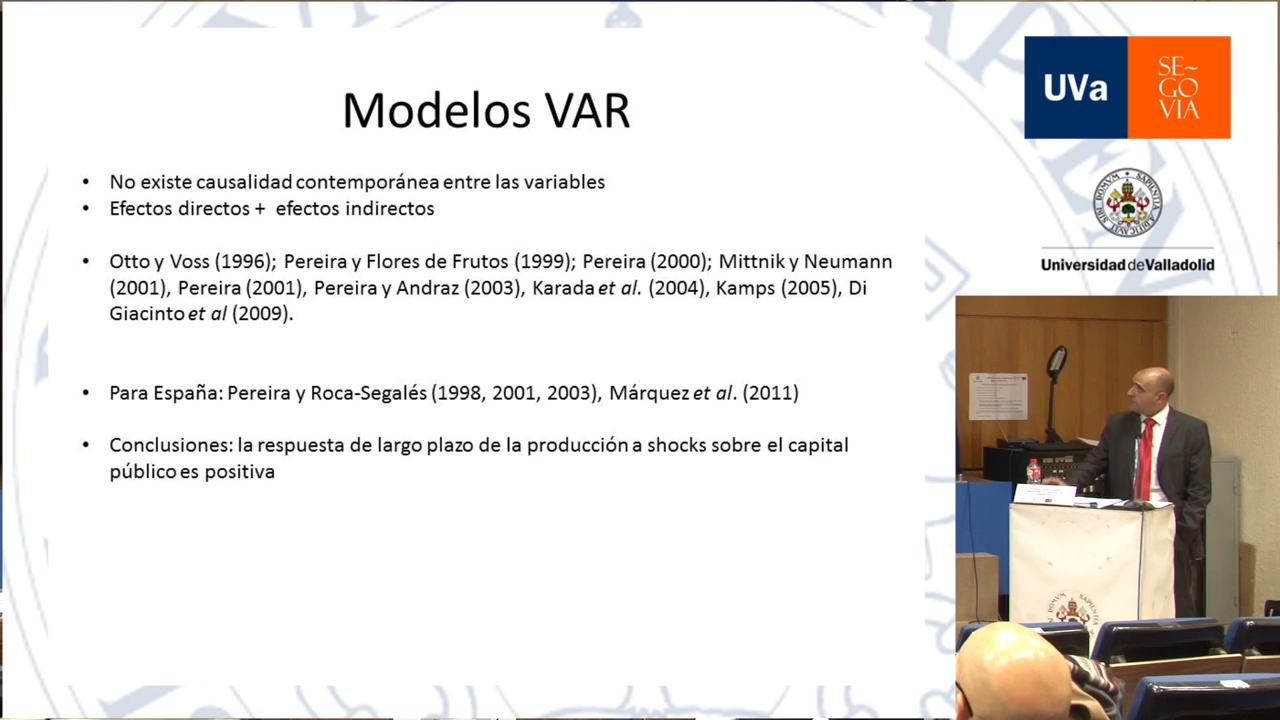 Modelos VAR
• No existe causalidad contemporánea entre las variables
• Efectos directos + efectos indirectos
• Otto y Voss (1996); Pereira y Flores de Frutos (1999); Pereira (2000); Mittnik y Neumann
(2001), Pereira (2001), Pereira y Andraz (2003), Karada et al. (2004), Kamps (2005), Di
Giacinto et al (2009).
• Para España: Pereira y Roca-Segalés (1998, 2001, 2003), Márquez et al. (2011)
• Conclusiones: la respuesta de largo plazo de la producción a shocks sobre el capital
público es positiva
UVa
SE~
GO
VIA
Universidad de Valladolid